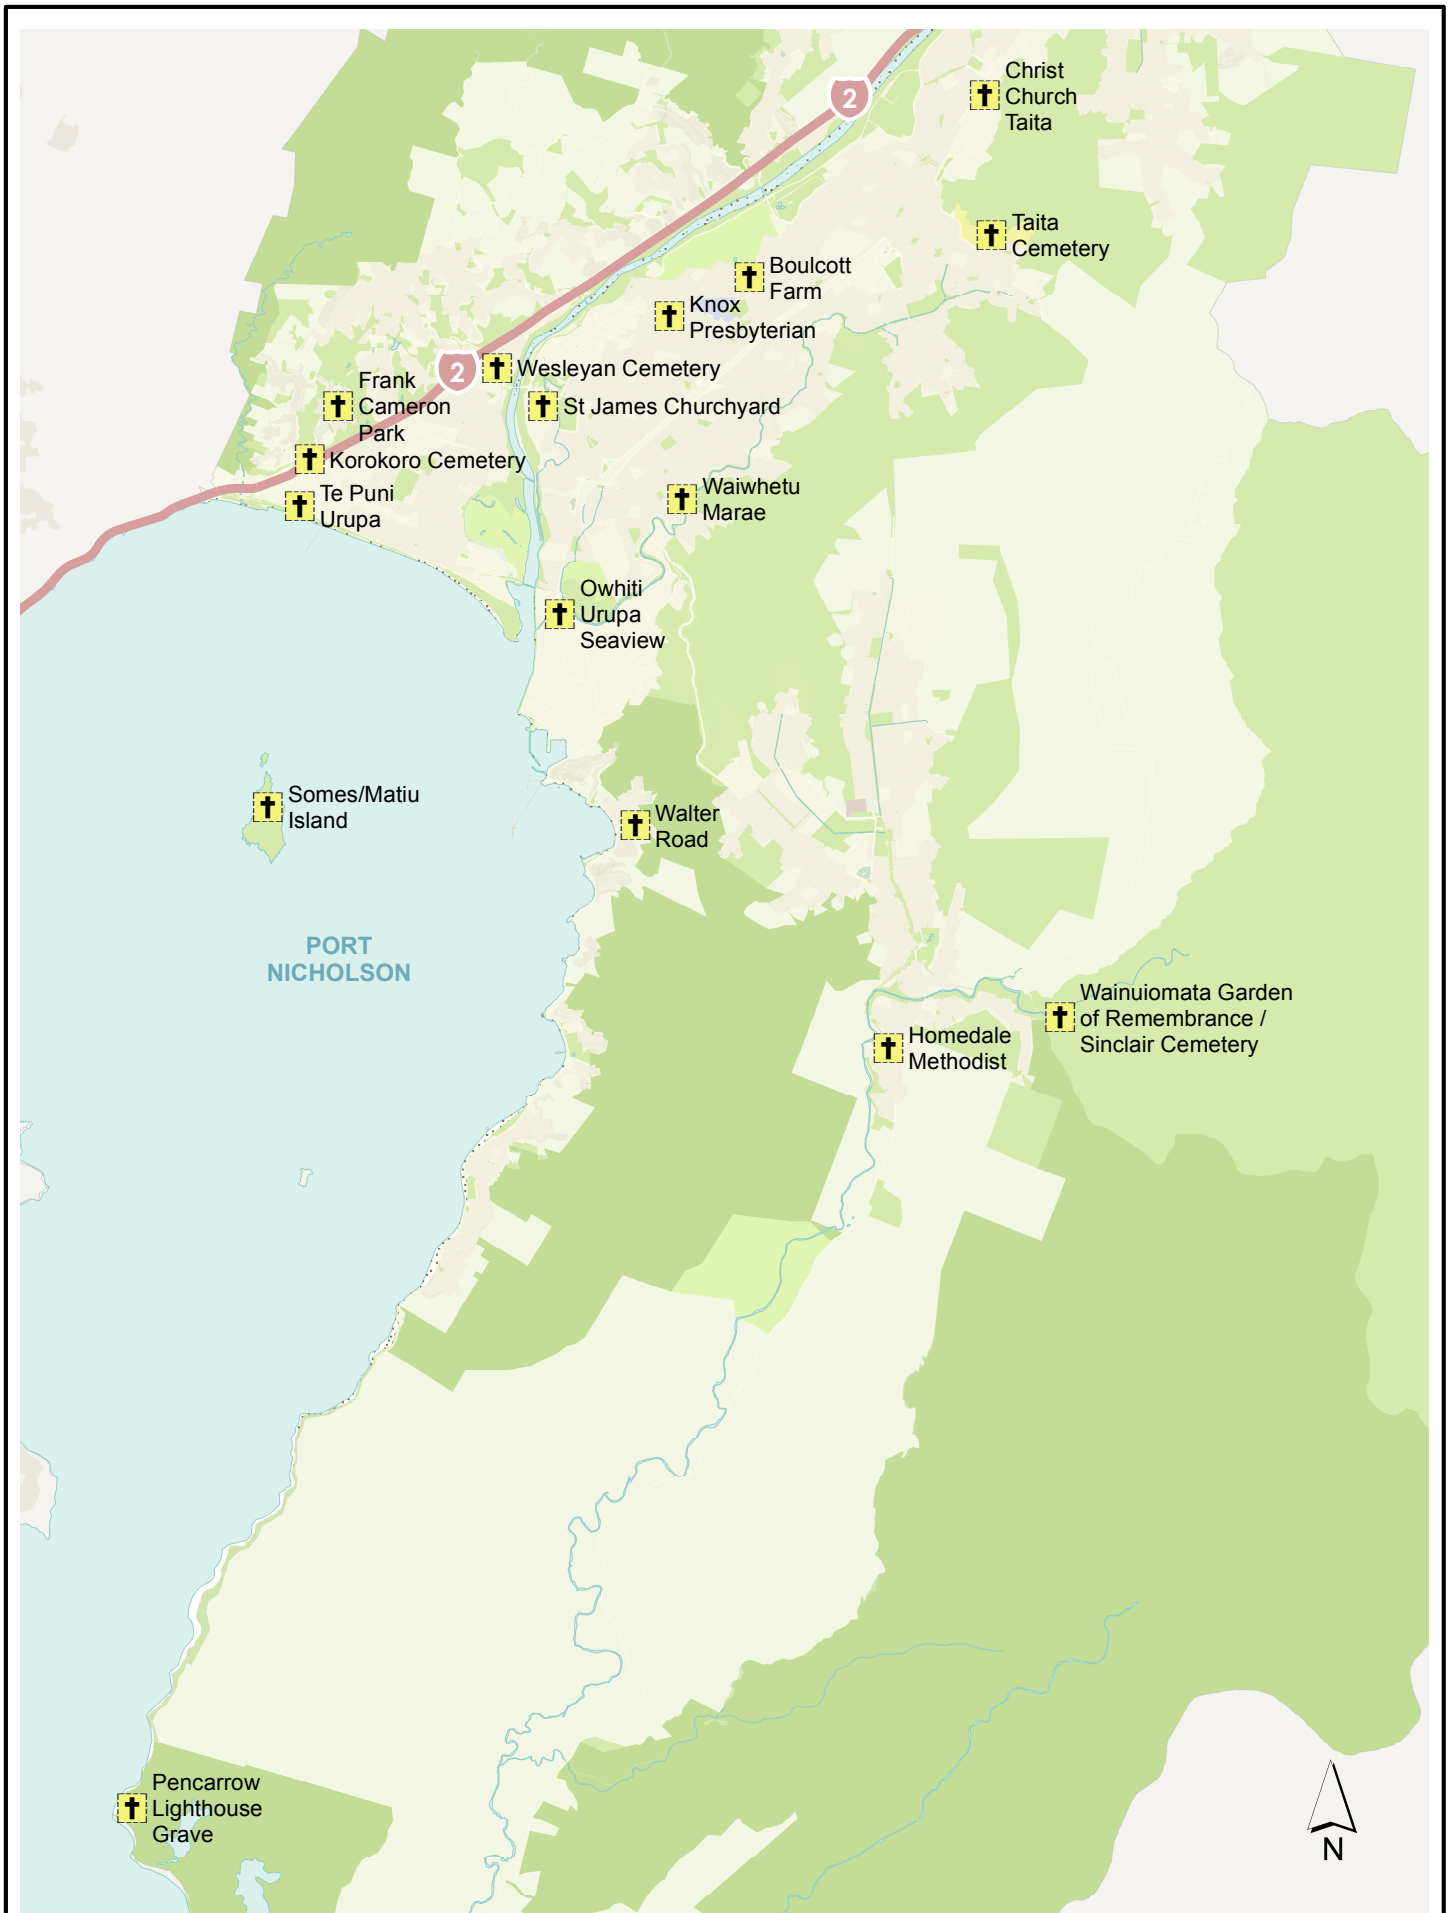 Christ
Church
Taita
2
Taita
Cemetery
Boulcott
Farm
Knox
Presbyterian
2
Wesleyan Cemetery
Frank
Cameron
Park
St James Churchyard
Korokoro Cemetery
Te Puni
Urupa
Waiwhetu
Marae
Owhiti
Urupa
Seaview
Somes/Matiu
Island
Walter
Road
PORT
NICHOLSON
Wainuiomata Garden
of Remembrance /
Sinclair Cemetery
Homedale
Methodist
Pencarrow
Lighthouse
Grave
N